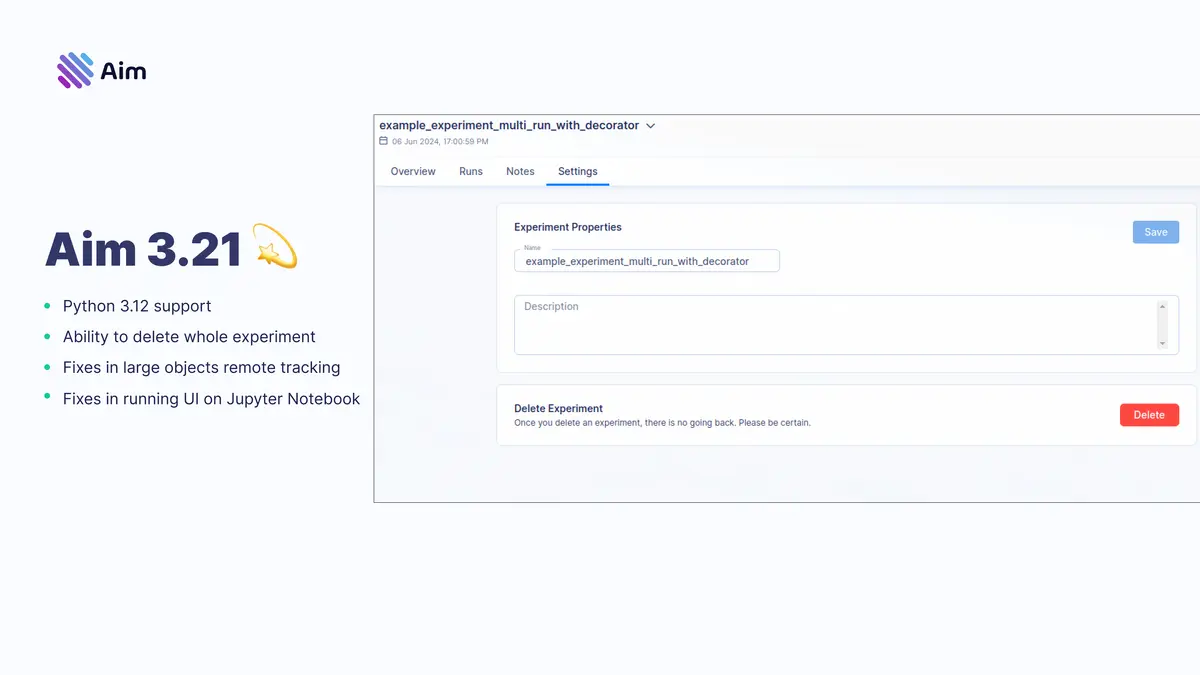 Aim
Aim 3.21 💫
Python 3.12 support
Ability to delete whole experiment
Fixes in large objects remote tracking
Fixes in running UI on Jupyter Notebook
example_experiment_multi_run_with_decorator
06 Jun 2024, 17:00:59 PM
Overview Runs Notes Settings
Experiment Properties
Save
Name
example_experiment_multi_run_with_decorator
Description
Delete Experiment
Once you delete an experiment, there is no going back. Please be certain.
Delete